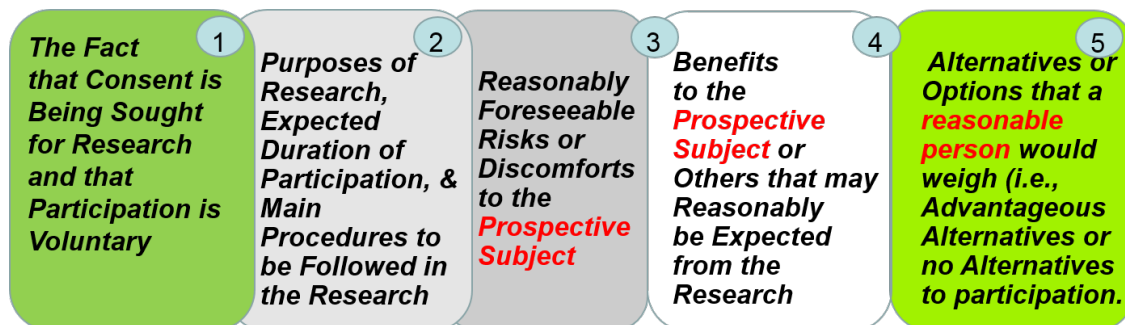 1
The Fact
that Consent is
Being Sought
for Research
and that
Participation is
Voluntary
2
Purposes of
Research,
Expected
Duration of
Participation, &
Main
Procedures to
be Followed in
the Research
3
Reasonably
Foreseeable
Risks or
Discomforts
to the
Prospective
Subject
4
Benefits
to the
Prospective
Subject or
Others that may
Reasonably
be Expected
from the
Research
5
Alternatives or
Options that a
reasonable
person would
weigh (i.e.,
Advantageous
Alternatives or
no Alternatives
to participation.